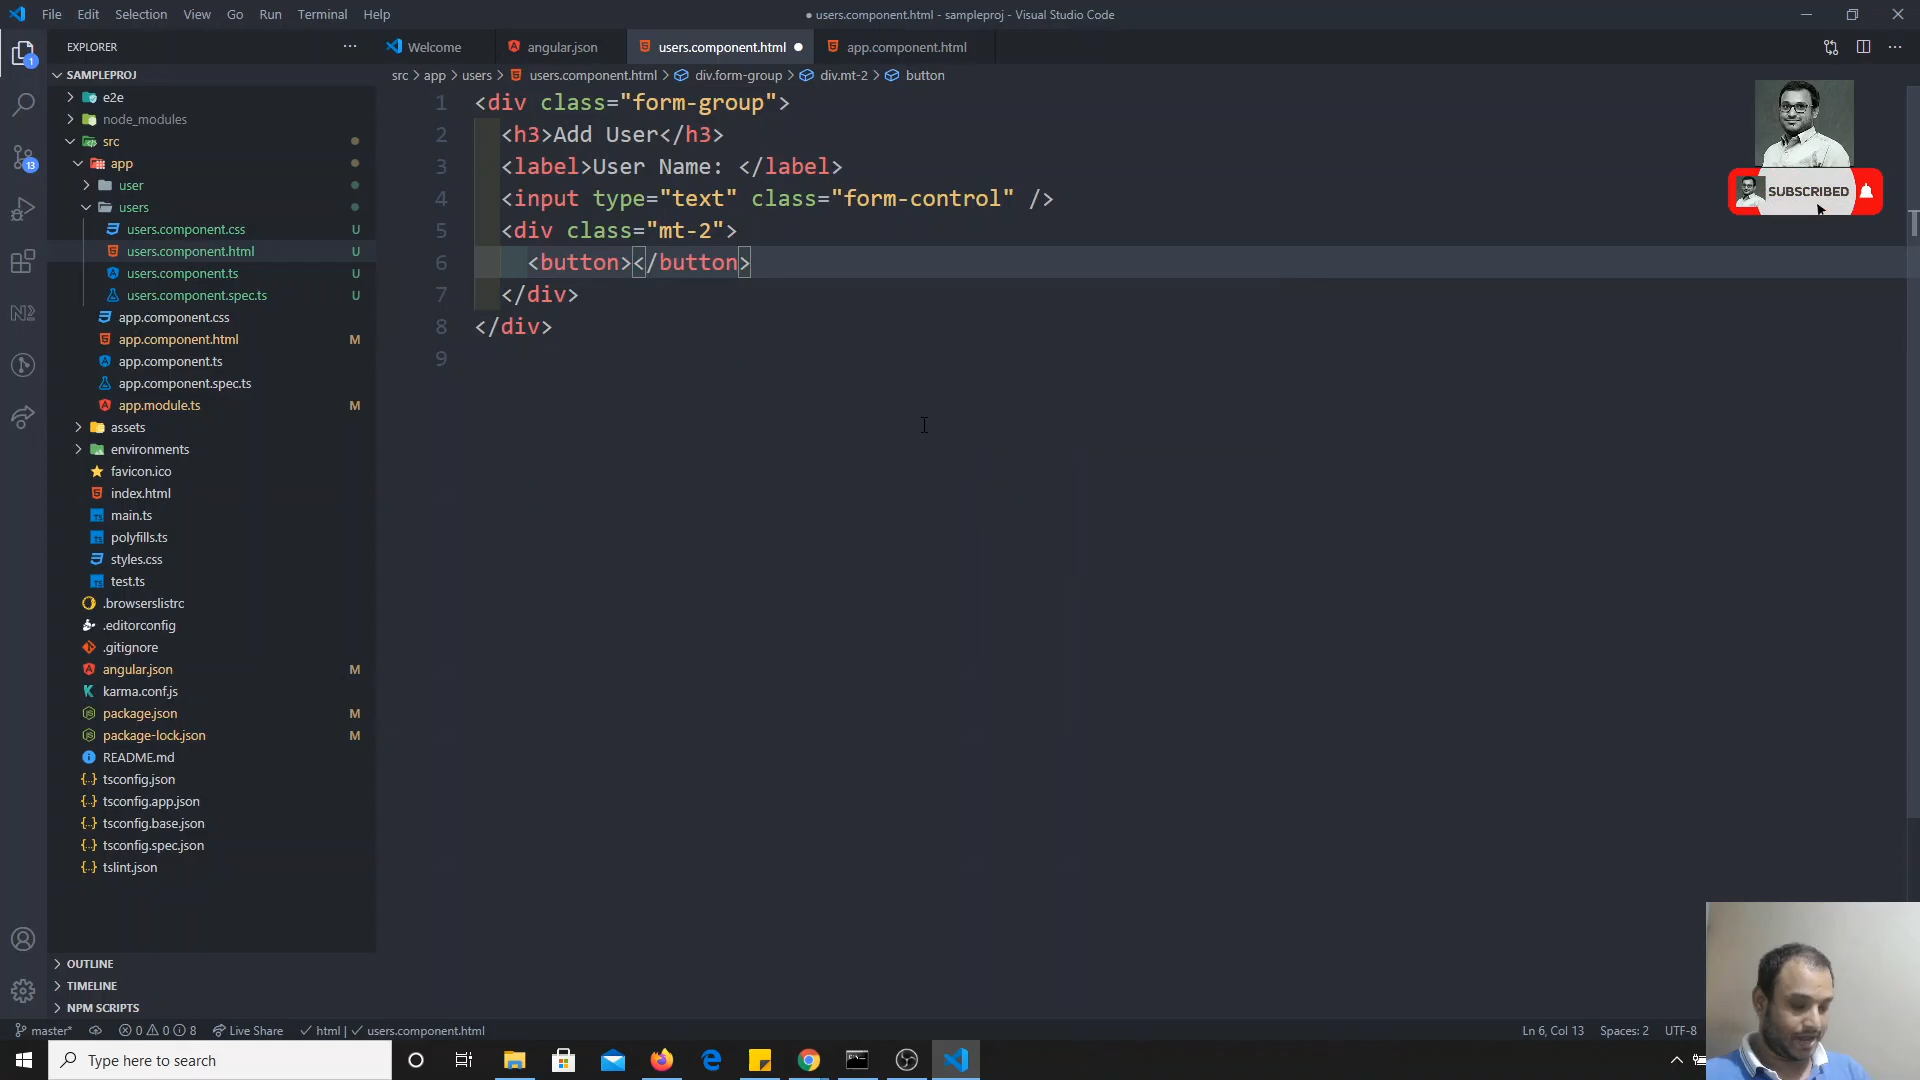 File Edit Selection View Go Run Terminal Help
● users.component.html - sampleproj - Visual Studio Code
EXPLORER
Welcome
angular.json
users.component.html
app.component.html
SAMPLEPROJ
src > app > users > users.component.html > div.form-group > div.mt-2 > button
e2e
node_modules
src
app
user
users
users.component.css U
users.component.html U
users.component.ts U
users.component.spec.ts U
app.component.css
app.component.html M
app.component.ts
app.component.spec.ts
app.module.ts M
assets
environments
favicon.ico
index.html
main.ts
polyfills.ts
styles.css
test.ts
.browserslistrc
.editorconfig
.gitignore
angular.json M
karma.conf.js
package.json M
package-lock.json M
README.md
tsconfig.json
tsconfig.app.json
tsconfig.base.json
tsconfig.spec.json
tslint.json
OUTLINE
TIMELINE
NPM SCRIPTS
1 <div class="form-group">
2 <h3>Add User</h3>
3 <label>User Name: </label>
4 <input type="text" class="form-control" />
5 <div class="mt-2">
6 <button></button>
7 </div>
8 </div>
9
SUBSCRIBED
1
13
master* 0 0 8 Live Share html | users.component.html
Ln 6, Col 13 Spaces: 2 UTF-8
Type here to search